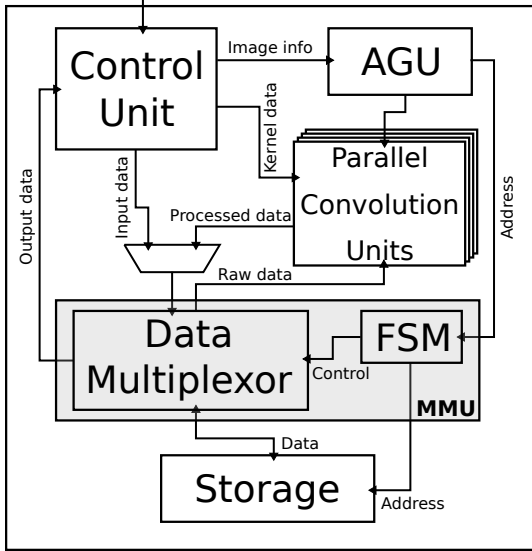 Control
Unit
Image info
AGU
Kernel data
Parallel
Convolution
Units
Address
Output data
Input data
Processed data
Raw data
Data
Multiplexor
FSM
Control
MMU
Data
Storage
Address